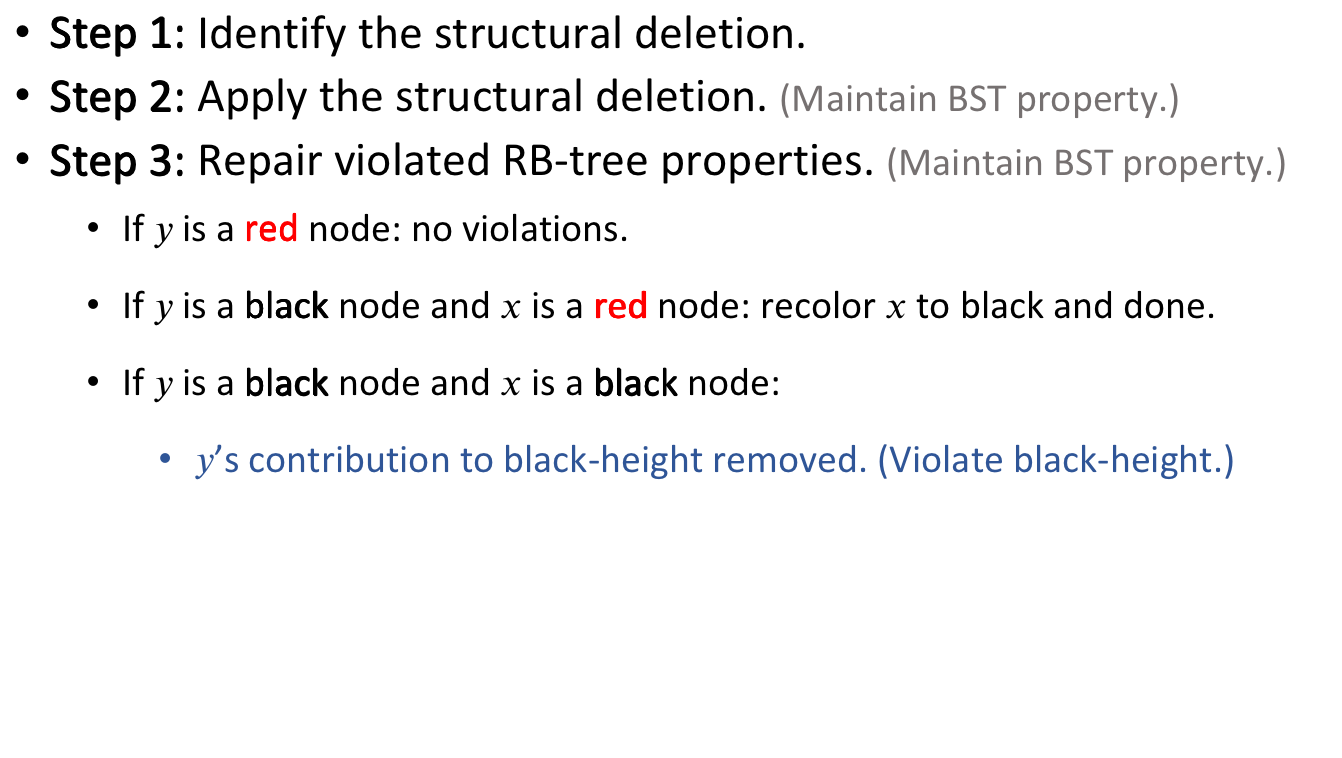 • Step 1: Identify the structural deletion.
• Step 2: Apply the structural deletion. (Maintain BST property.)
• Step 3: Repair violated RB-tree properties. (Maintain BST property.)
• If y is a red node: no violations.
• If y is a black node and x is a red node: recolor x to black and done.
• If y is a black node and x is a black node:
• y’s contribution to black-height removed. (Violate black-height.)